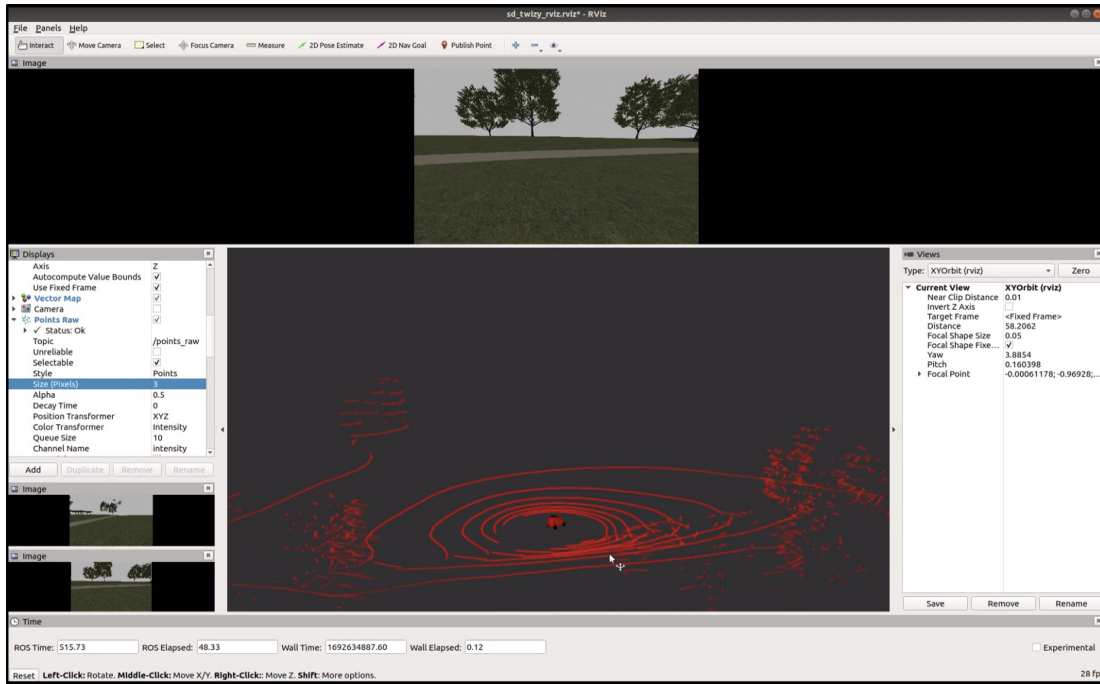 sd_twizy_rviz.rviz* - RViz
File Panels Help
Interact Move Camera Select Focus Camera Measure 2D Pose Estimate 2D Nav Goal Publish Point
Image
Displays
Axis Z
Autocompute Value Bounds
Use Fixed Frame
Vector Map
Camera
Points Raw
Status: Ok
Topic /points_raw
Unreliable
Selectable
Style Points
Size (Pixels) 3
Alpha 0.5
Decay Time 0
Position Transformer XYZ
Color Transformer Intensity
Queue Size 10
Channel Name intensity
Add Duplicate Remove Rename
Image
Image
Views
Type: XYOrbit (rviz) Zero
Current View XYOrbit (rviz)
Near Clip Distance 0.01
Invert Z Axis
Target Frame <Fixed Frame>
Distance 58.2062
Focal Shape Size 0.05
Focal Shape Fixe...
Yaw 3.8854
Pitch 0.160398
Focal Point -0.00061178; -0.96928;...
Save Remove Rename
Time
ROS Time: 515.73 ROS Elapsed: 48.33 Wall Time: 1692634887.60 Wall Elapsed: 0.12 Experimental
Reset Left-Click: Rotate. Middle-Click: Move X/Y. Right-Click:: Move Z. Shift: More options. 28 fp